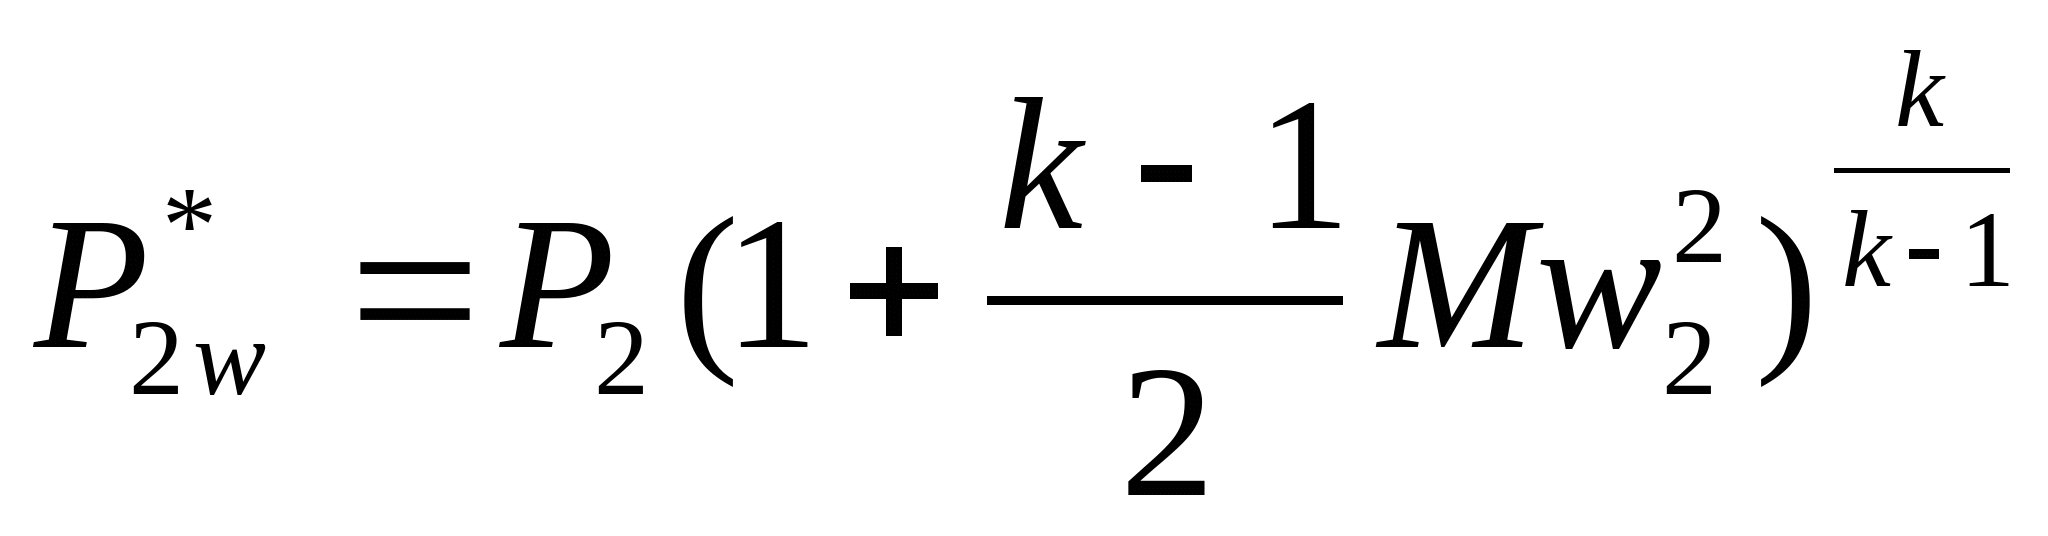 P*2w = P2 (1 + (k - 1)/2 Mw2^2)^(k/(k - 1))